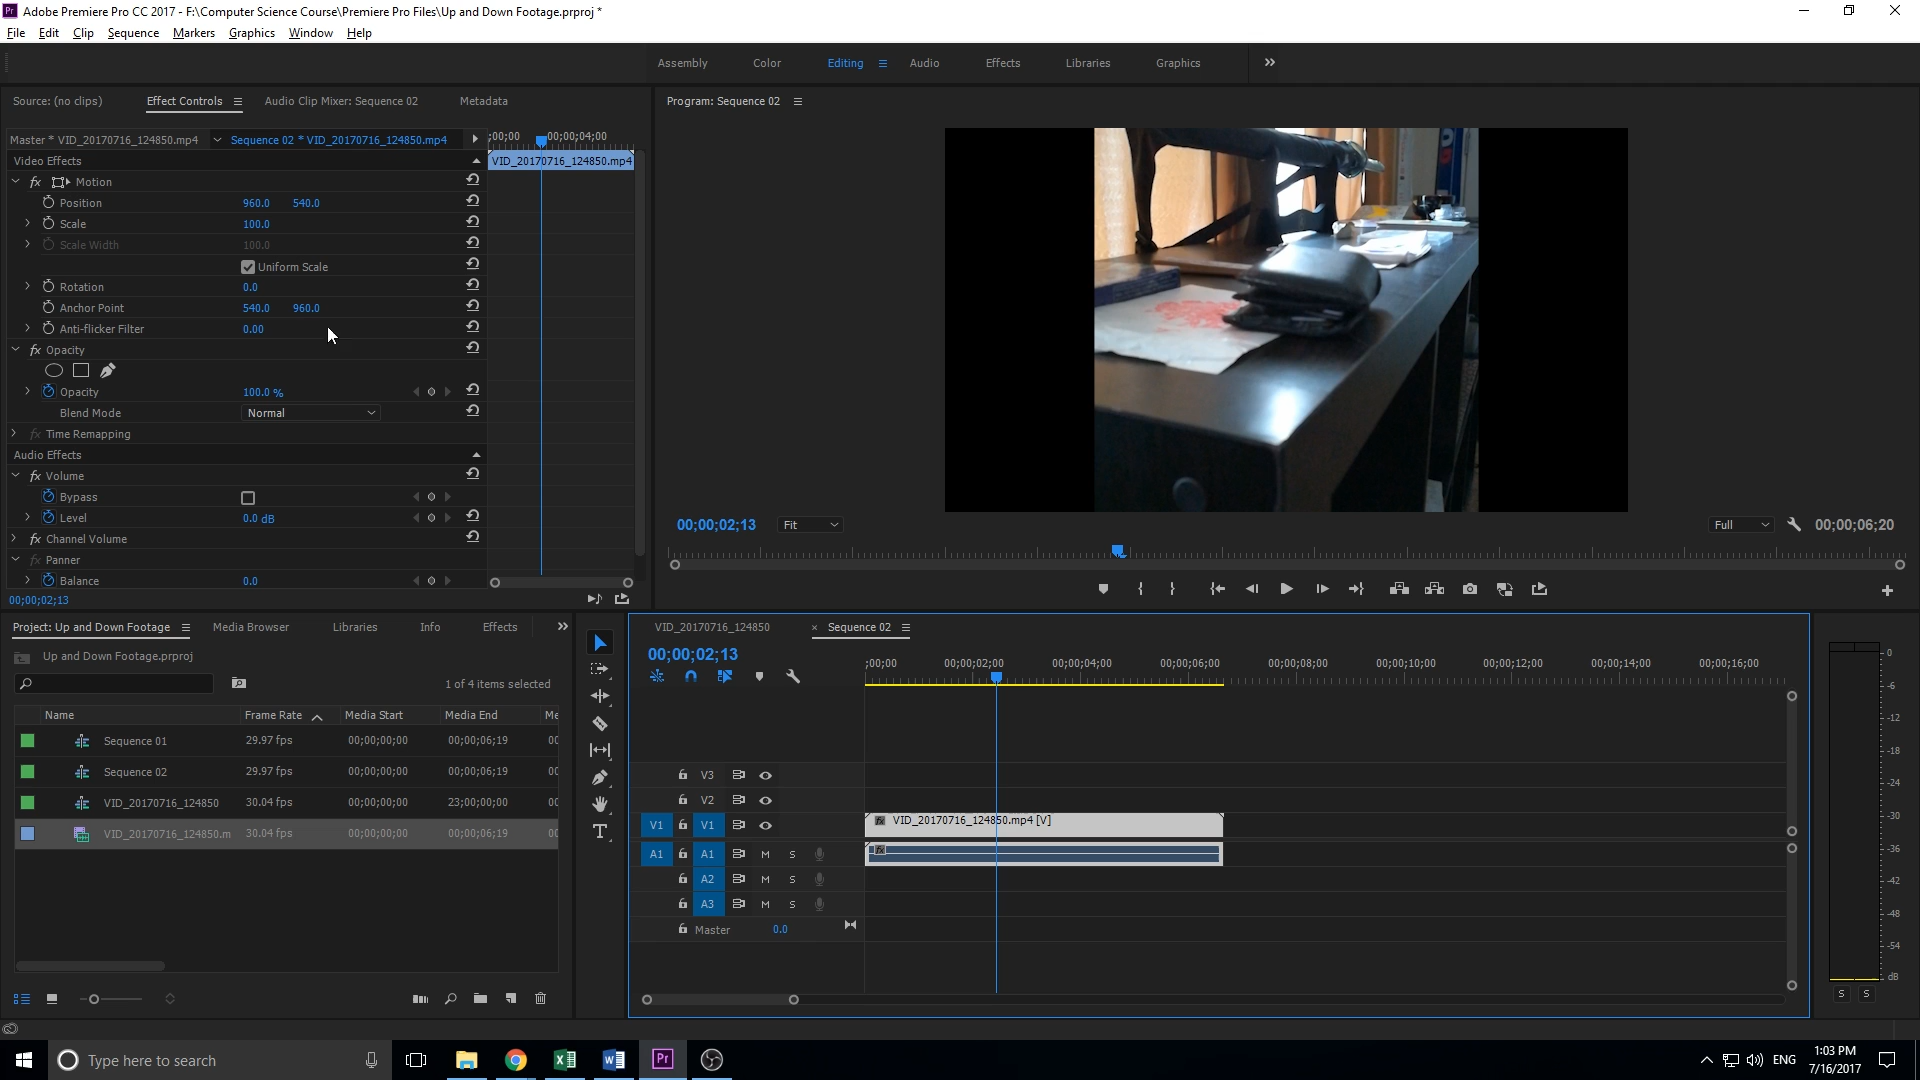 Pr Adobe Premiere Pro CC 2017 - F:\Computer Science Course\Premiere Pro Files\Up and Down Footage.prproj *
File Edit Clip Sequence Markers Graphics Window Help
Assembly Color Editing Audio Effects Libraries Graphics
Source: (no clips) Effect Controls Audio Clip Mixer: Sequence 02 Metadata
Master * VID_20170716_124850.mp4 Sequence 02 * VID_20170716_124850.mp4
;00;00 00;00;04;00
Video Effects
VID_20170716_124850.mp4
fx Motion
Position 960.0 540.0
Scale 100.0
Scale Width 100.0
Uniform Scale
Rotation 0.0
Anchor Point 540.0 960.0
Anti-flicker Filter 0.00
fx Opacity
Opacity 100.0 %
Blend Mode Normal
fx Time Remapping
Audio Effects
fx Volume
Bypass
Level 0.0 dB
fx Channel Volume
fx Panner
Balance 0.0
00;00;02;13
Program: Sequence 02
00;00;02;13 Fit Full 00;00;06;20
Project: Up and Down Footage Media Browser Libraries Info Effects
Up and Down Footage.prproj
1 of 4 items selected
Name Frame Rate Media Start Media End Me
Sequence 01 29.97 fps 00;00;00;00 00;00;06;19 00
Sequence 02 29.97 fps 00;00;00;00 00;00;06;19 00
VID_20170716_124850 30.04 fps 00;00;00;00 23;00;00;00 00
VID_20170716_124850.m 30.04 fps 00;00;00;00 00;00;06;19 00
T
VID_20170716_124850 × Sequence 02
00;00;02;13
;00;00 00;00;02;00 00;00;04;00 00;00;06;00 00;00;08;00 00;00;10;00 00;00;12;00 00;00;14;00 00;00;16;00
V3
V2
V1 V1 fx VID_20170716_124850.mp4 [V]
A1 A1 M S fx
A2 M S
A3 M S
Master 0.0
0
-6
-12
-18
-24
-30
-36
-42
-48
-54
dB
S S
Type here to search
Pr
ENG
1:03 PM
7/16/2017